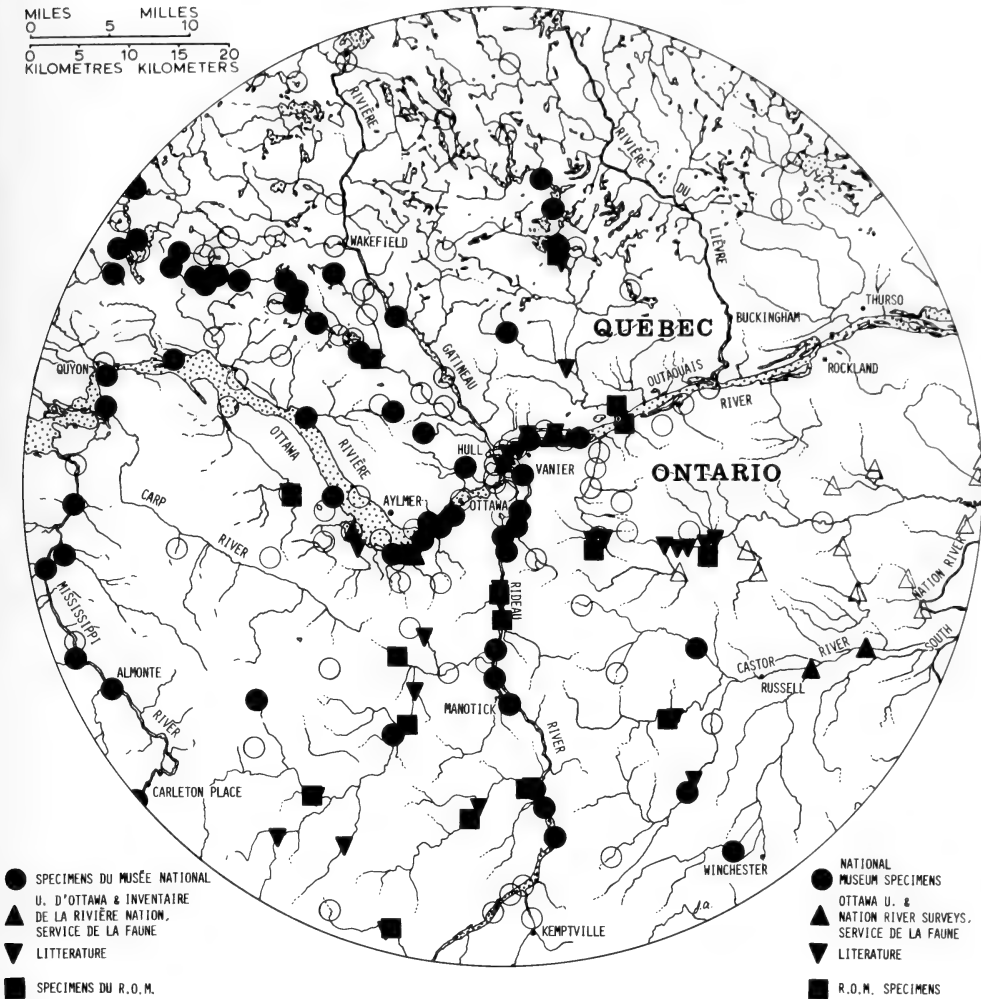 MILES MILLES
0 5 10
0 5 10 15 20
KILOMETRES KILOMETERS
RIVIÈRE
RIVIÈRE
DU
LIÈVRE
WAKEFIELD
THURSO
BUCKINGHAM
QUÉBEC
GATINEAU
OUTAOUAIS
RIVER
ROCKLAND
QUYON
OTTAWA
RIVIÈRE
HULL
VANIER
ONTARIO
AYLMER
OTTAWA
CARP
RIVER
RIDEAU
NATION RIVER
SOUTH
MISSISSIPPI
RIVER
ALMONTE
CASTOR
RIVER
RUSSELL
MANOTICK
RIVER
CARLETON PLACE
WINCHESTER
KEMPTVILLE
j.a.
SPECIMENS DU MUSÉE NATIONAL
U. D'OTTAWA & INVENTAIRE
DE LA RIVIÈRE NATION,
SERVICE DE LA FAUNE
LITTERATURE
SPECIMENS DU R.O.M.
NATIONAL
MUSEUM SPECIMENS
OTTAWA U. &
NATION RIVER SURVEYS,
SERVICE DE LA FAUNE
LITERATURE
R.O.M. SPECIMENS